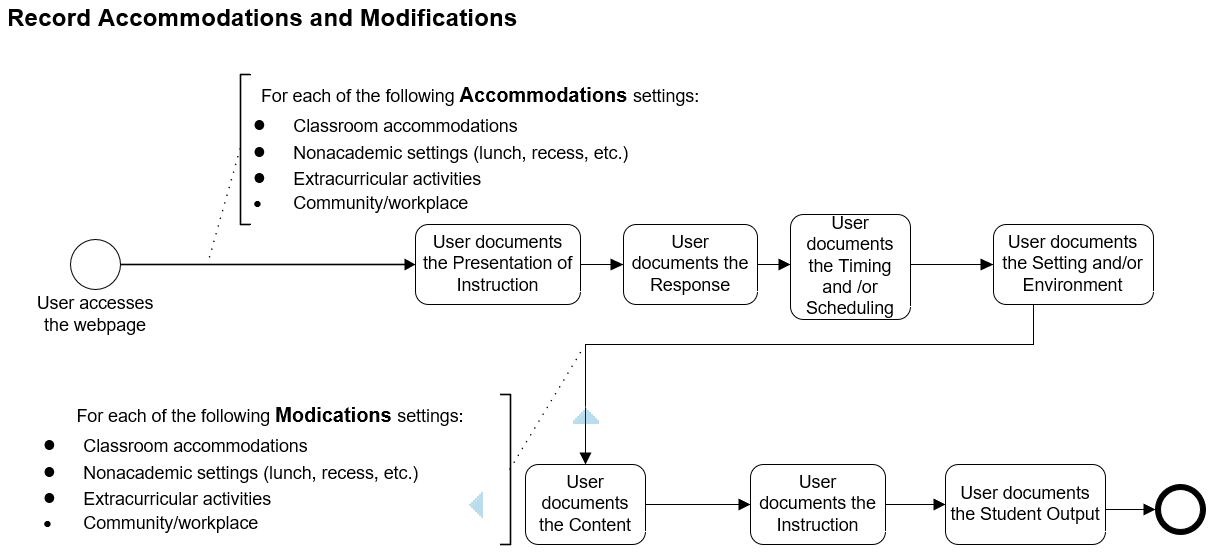 Record Accommodations and Modifications
For each of the following Accommodations settings:
● Classroom accommodations
● Nonacademic settings (lunch, recess, etc.)
● Extracurricular activities
• Community/workplace
User accesses
the webpage
User documents
the Presentation of
Instruction
User
documents the
Response
User
documents
the Timing
and /or
Scheduling
User documents
the Setting and/or
Environment
For each of the following Modications settings:
● Classroom accommodations
● Nonacademic settings (lunch, recess, etc.)
● Extracurricular activities
• Community/workplace
User
documents
the Content
User
documents the
Instruction
User documents
the Student Output